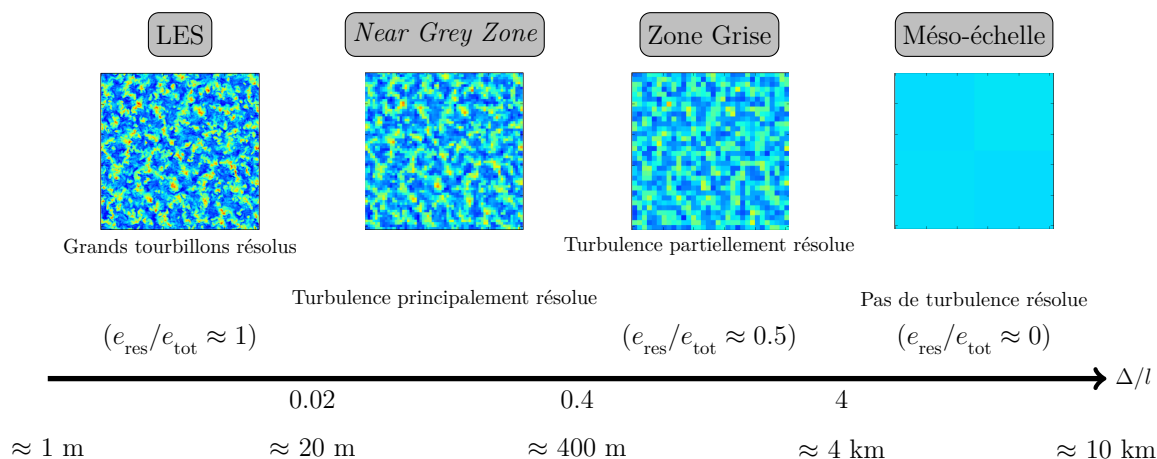 LES Near Grey Zone Zone Grise Méso-échelle
Grands tourbillons résolus Turbulence partiellement résolue
Turbulence principalement résolue Pas de turbulence résolue
(e_res/e_tot ≈ 1) (e_res/e_tot ≈ 0.5) (e_res/e_tot ≈ 0)
Δ/l
0.02 0.4 4
≈ 1 m ≈ 20 m ≈ 400 m ≈ 4 km ≈ 10 km